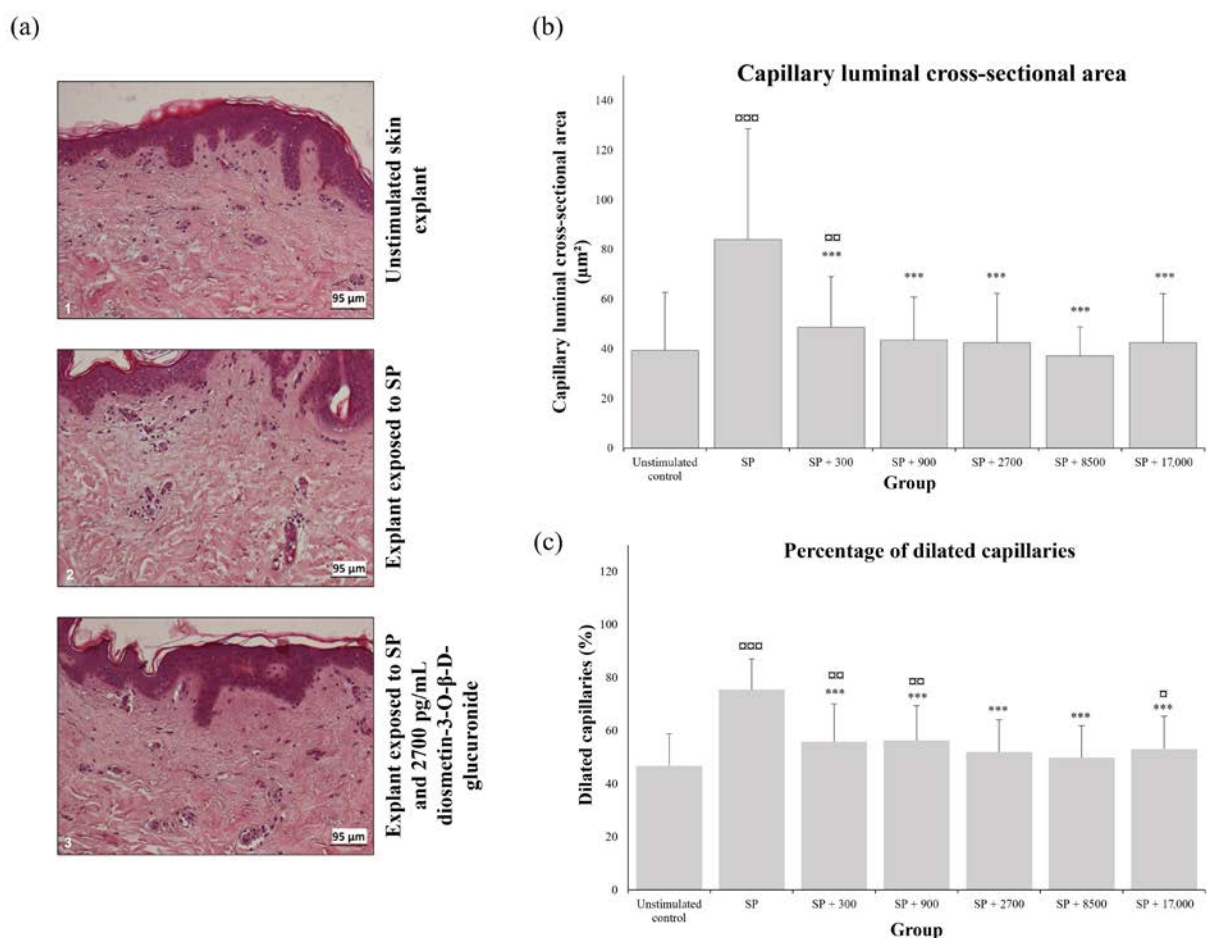 (a)
1
95 µm
Unstimulated skin
explant
2
95 µm
Explant exposed to SP
3
95 µm
Explant exposed to SP
and 2700 pg/mL
diosmetin-3-O-β-D-
glucuronide
(b)
Capillary luminal cross-sectional area
Capillary luminal cross-sectional area
(µm²)
140
120
100
80
60
40
20
0
¤¤¤
¤¤
***
***
***
***
***
Unstimulated
control
SP
SP + 300
SP + 900
SP + 2700
SP + 8500
SP + 17,000
Group
(c)
Percentage of dilated capillaries
Dilated capillaries (%)
120
100
80
60
40
20
0
¤¤¤
¤¤
***
¤¤
***
***
***
¤
***
Unstimulated
control
SP
SP + 300
SP + 900
SP + 2700
SP + 8500
SP + 17,000
Group